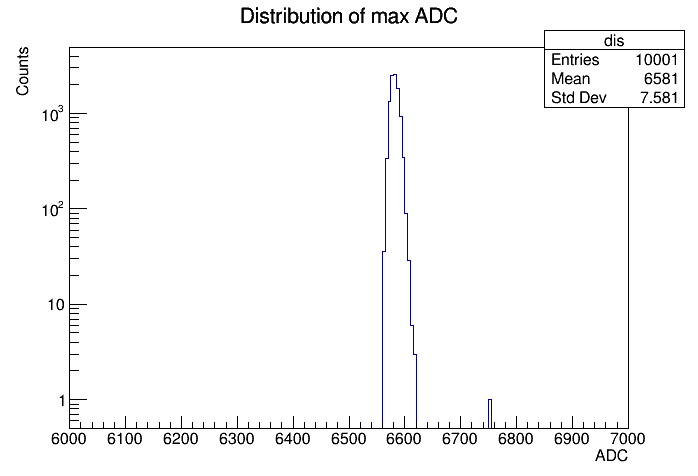 Distribution of max ADC
dis
Entries 10001
Mean 6581
Std Dev 7.581
Counts
10³
10²
10
1
6000 6100 6200 6300 6400 6500 6600 6700 6800 6900 7000
ADC